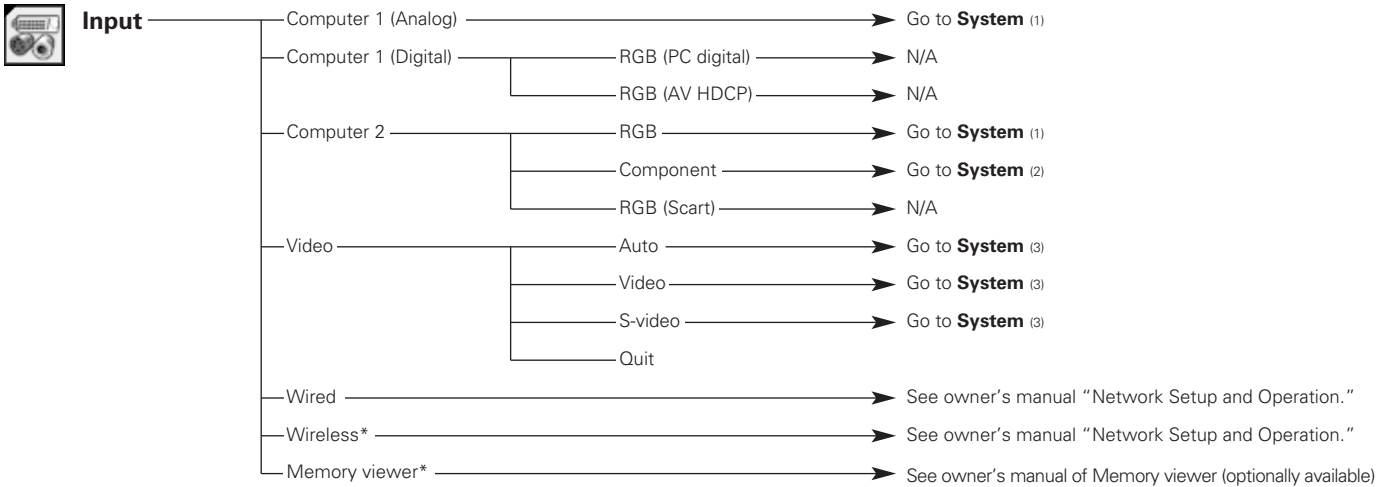 Input Computer 1 (Analog) Go to System (1)
Computer 1 (Digital) RGB (PC digital) N/A
RGB (AV HDCP) N/A
Computer 2 RGB Go to System (1)
Component Go to System (2)
RGB (Scart) N/A
Video Auto Go to System (3)
Video Go to System (3)
S-video Go to System (3)
Quit
Wired See owner’s manual “Network Setup and Operation.”
Wireless* See owner’s manual “Network Setup and Operation.”
Memory viewer* See owner’s manual of Memory viewer (optionally available)